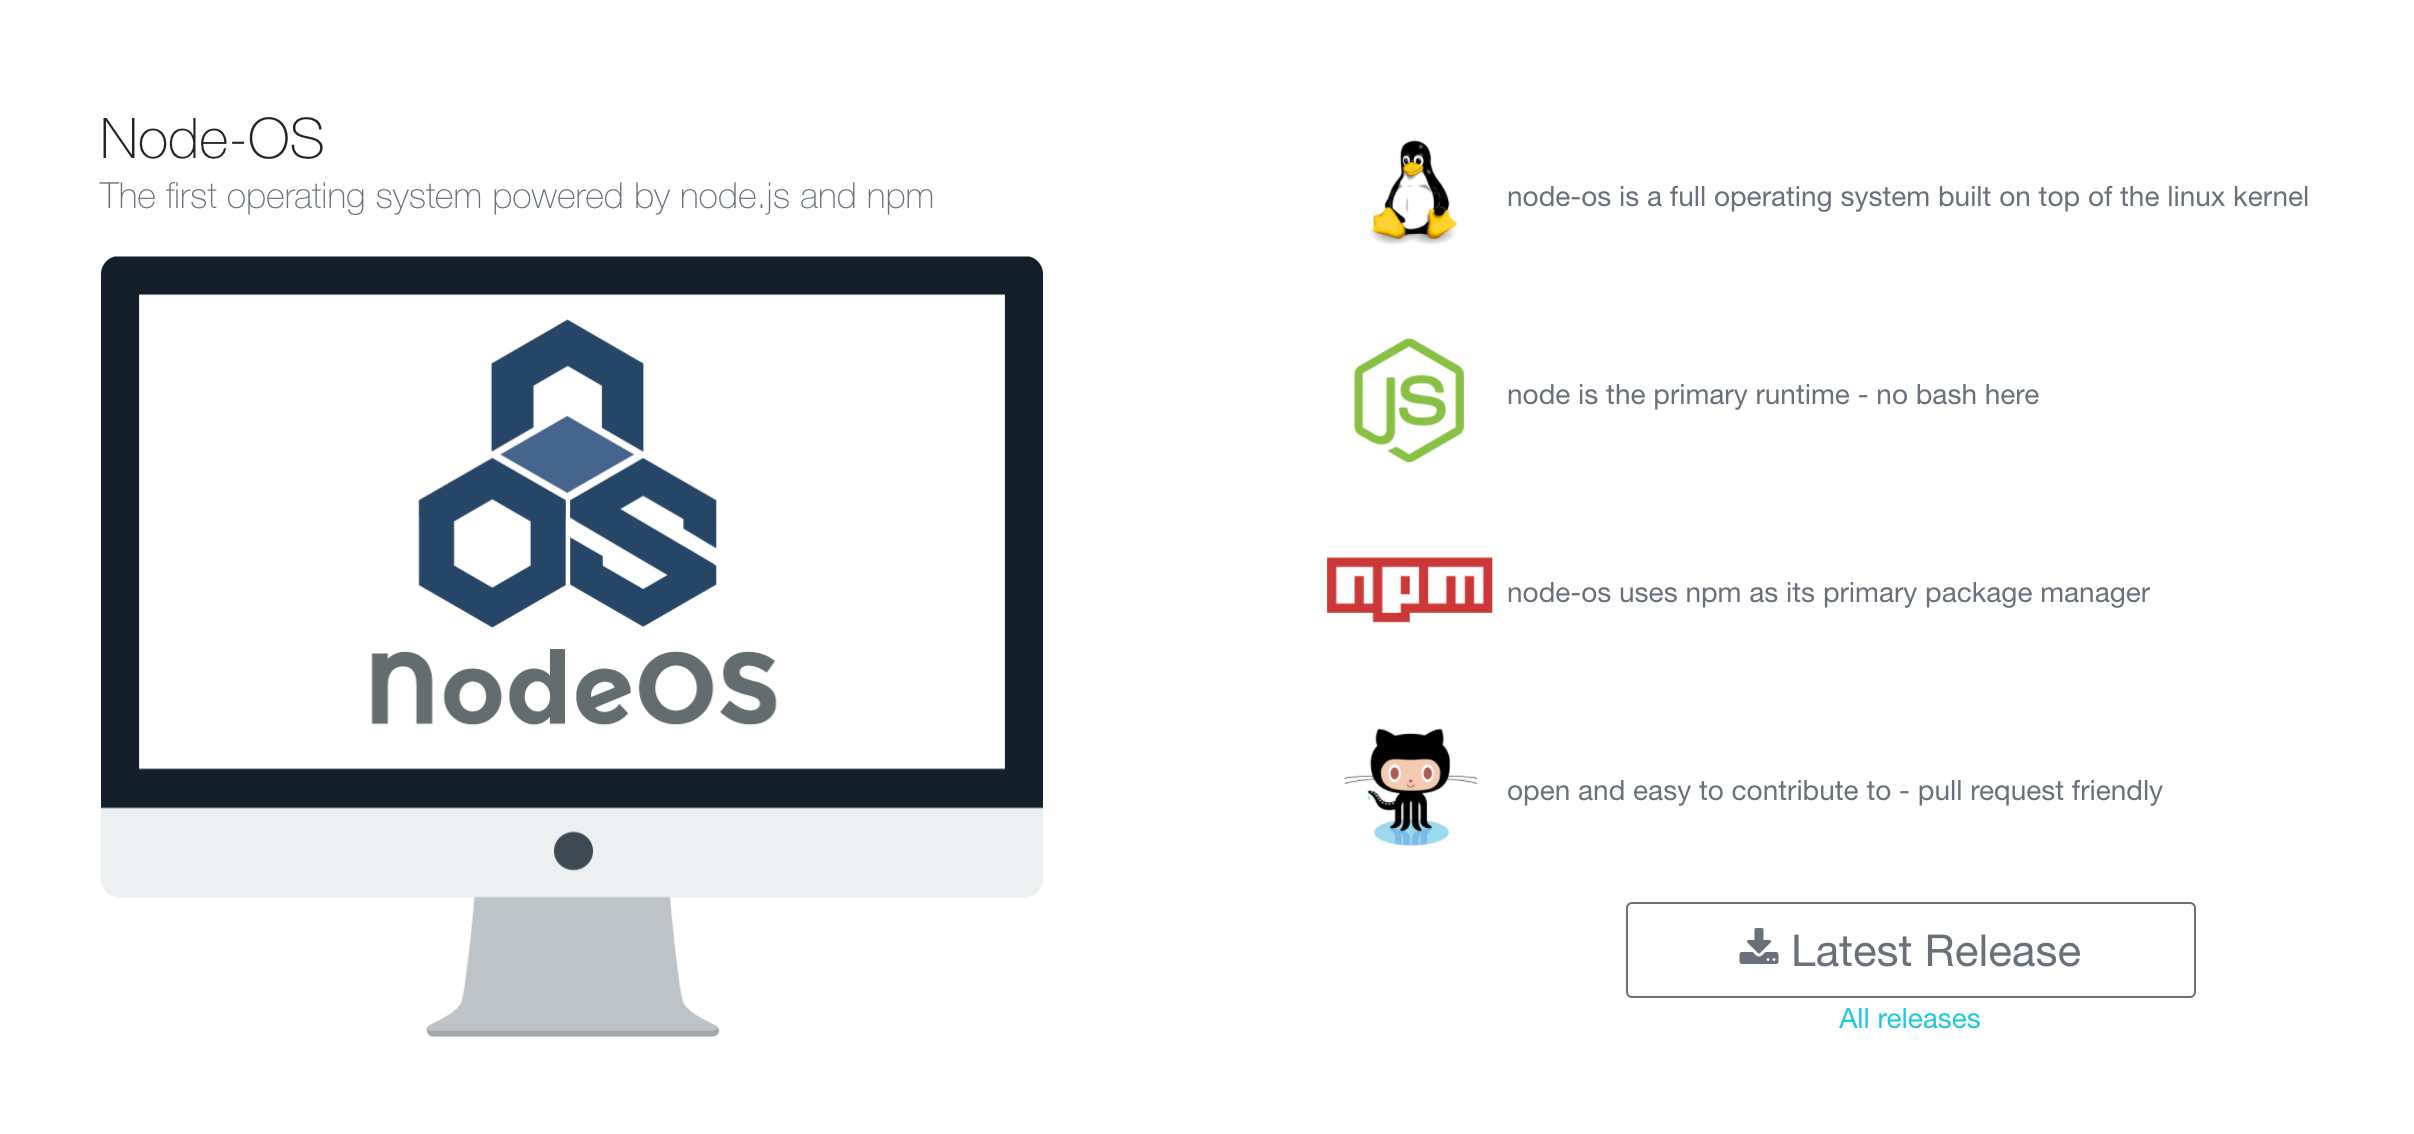 Node-OS
The first operating system powered by node.js and npm
nos
nodeOS
node-os is a full operating system built on top of the linux kernel
JS
node is the primary runtime - no bash here
npm
node-os uses npm as its primary package manager
open and easy to contribute to - pull request friendly
Latest Release
All releases